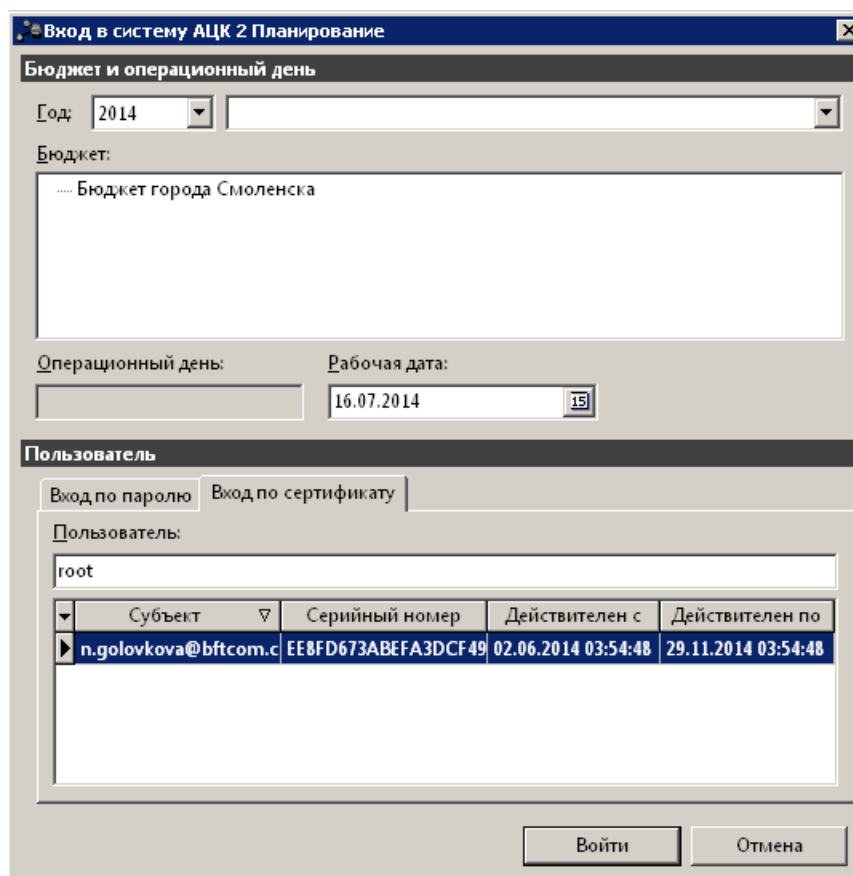 Вход в систему АЦК 2 Планирование
Бюджет и операционный день
Год: 2014
Бюджет:
Бюджет города Смоленска
Операционный день: Рабочая дата:
16.07.2014 15
Пользователь
Вход по паролю Вход по сертификату
Пользователь:
root
Субъект Серийный номер Действителен с Действителен по
n.golovkova@bftcom.c EE8FD673ABEFA3DCF49 02.06.2014 03:54:48 29.11.2014 03:54:48
Войти Отмена